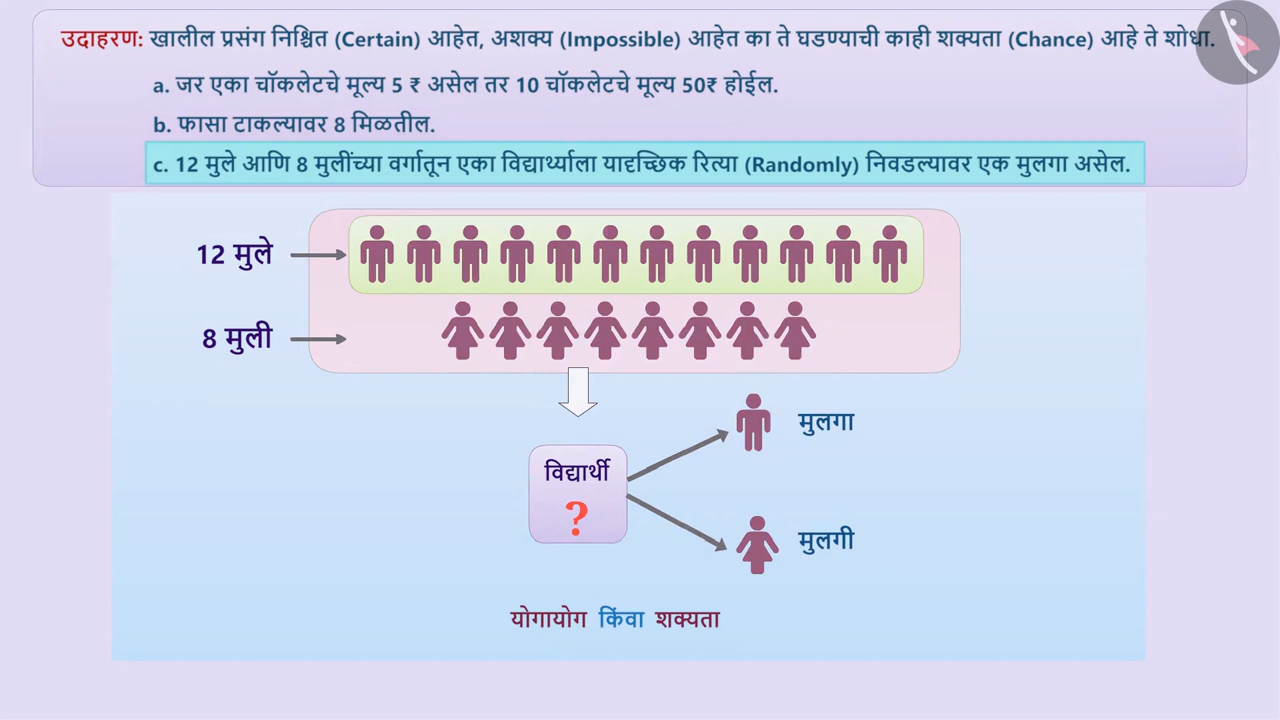 उदाहरण: खालील प्रसंग निश्चित (Certain) आहेत, अशक्य (Impossible) आहेत का ते घडण्याची काही शक्यता (Chance) आहे ते शोधा.
a. जर एका चॉकलेटचे मूल्य 5 ₹ असेल तर 10 चॉकलेटचे मूल्य 50₹ होईल.
b. फासा टाकल्यावर 8 मिळतील.
c. 12 मुले आणि 8 मुलींच्या वर्गातून एका विद्यार्थ्याला यादृच्छिक रित्या (Randomly) निवडल्यावर एक मुलगा असेल.
12 मुले
8 मुली
मुलगा
विद्यार्थी
?
मुलगी
योगायोग किंवा शक्यता